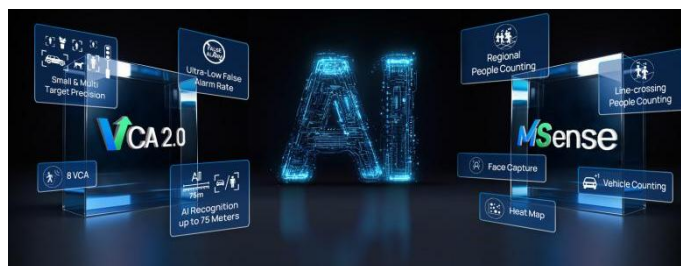 Small & Multi
Target Precision
FALSE
ALARM
Ultra-Low False
Alarm Rate
VCA 2.0
8 VCA
AI
75m
AI Recognition
up to 75 Meters
AI
Regional
People Counting
Line-crossing
People Counting
MSense
Face Capture
Vehicle Counting
Heat Map